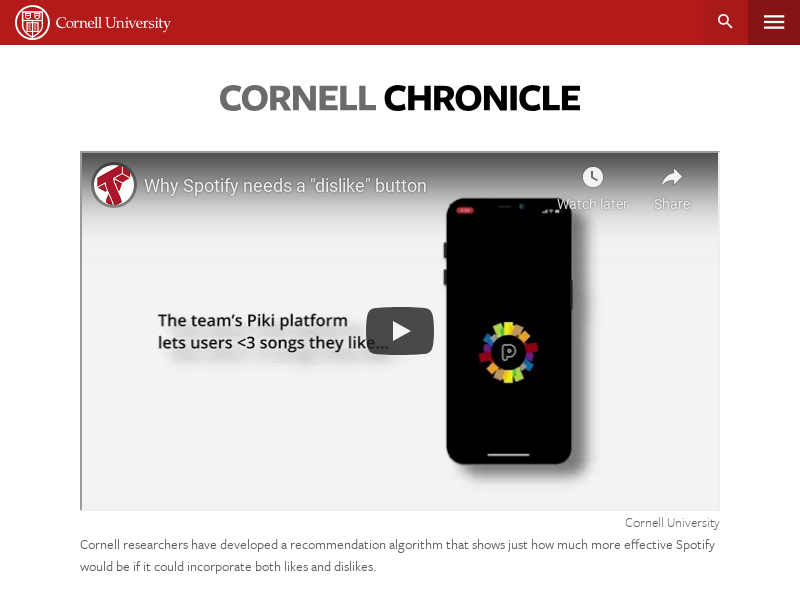 Cornell University
CORNELL CHRONICLE
Why Spotify needs a "dislike" button
Watch later
Share
The team's Piki platform
lets users <3 songs they like...
P
Cornell University
Cornell researchers have developed a recommendation algorithm that shows just how much more effective Spotify
would be if it could incorporate both likes and dislikes.